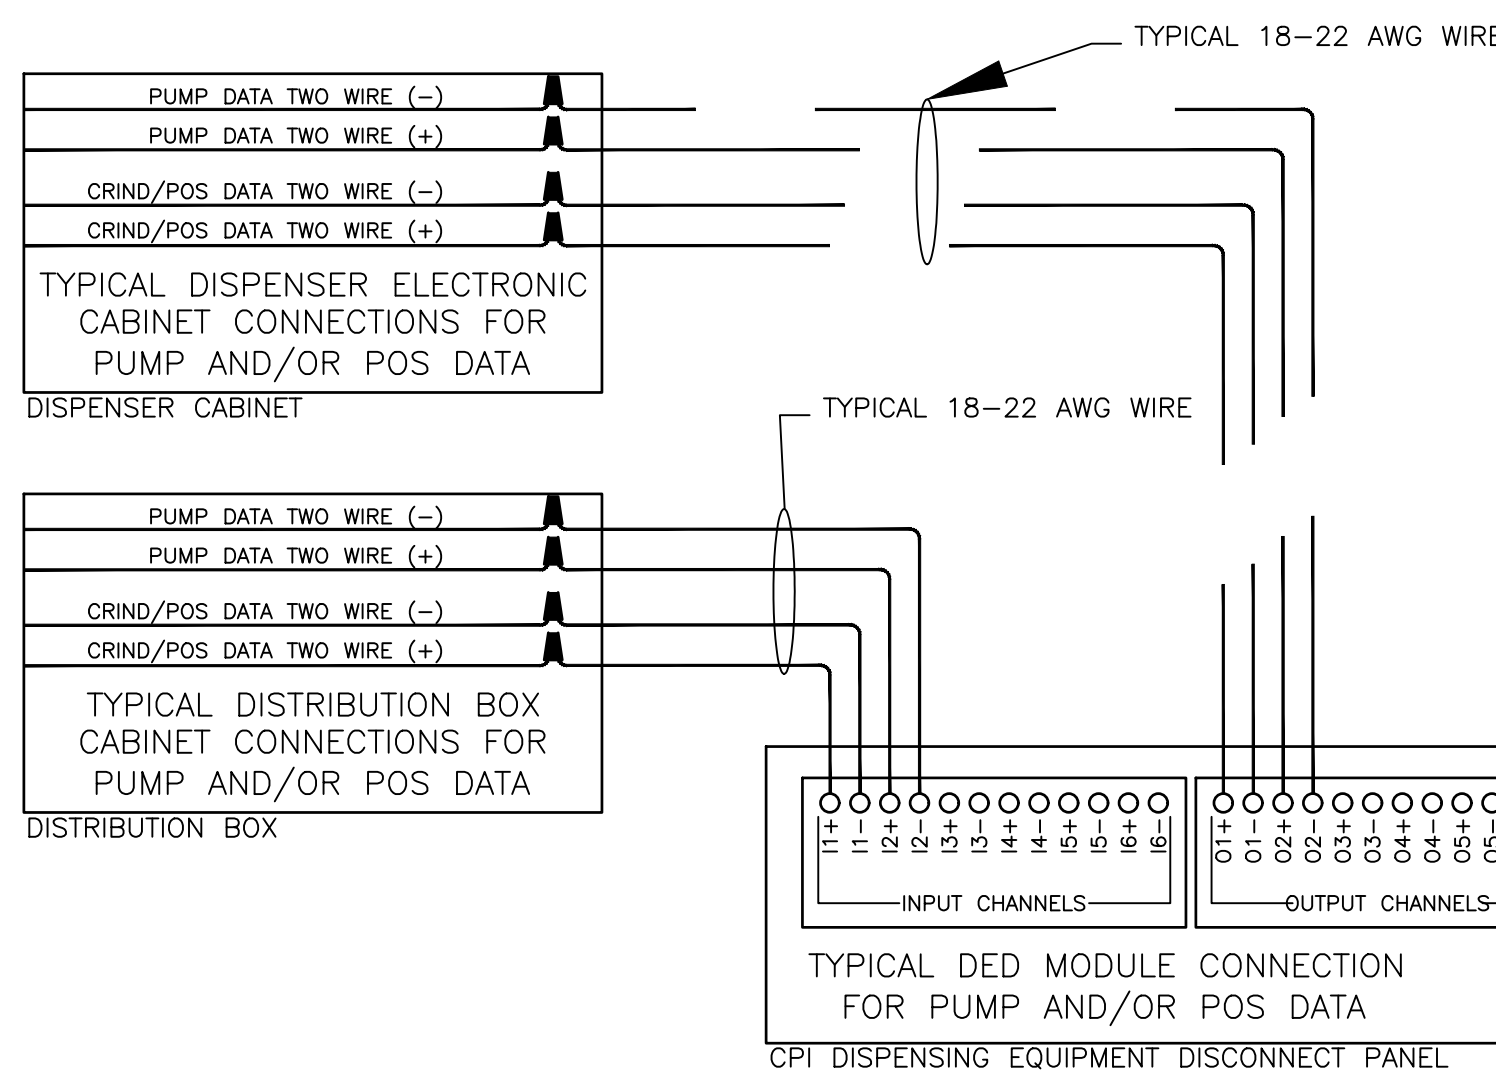 TYPICAL 18-22 AWG WIRE
PUMP DATA TWO WIRE (-)
PUMP DATA TWO WIRE (+)
CRIND/POS DATA TWO WIRE (-)
CRIND/POS DATA TWO WIRE (+)
TYPICAL DISPENSER ELECTRONIC
CABINET CONNECTIONS FOR
PUMP AND/OR POS DATA
DISPENSER CABINET
TYPICAL 18-22 AWG WIRE
PUMP DATA TWO WIRE (-)
PUMP DATA TWO WIRE (+)
CRIND/POS DATA TWO WIRE (-)
CRIND/POS DATA TWO WIRE (+)
TYPICAL DISTRIBUTION BOX
CABINET CONNECTIONS FOR
PUMP AND/OR POS DATA
DISTRIBUTION BOX
I1+
I1-
I2+
I2-
I3+
I3-
I4+
I4-
I5+
I5-
I6+
I6-
O1+
O1-
O2+
O2-
O3+
O3-
O4+
O4-
O5+
O5-
INPUT CHANNELS
OUTPUT CHANNELS
TYPICAL DED MODULE CONNECTION
FOR PUMP AND/OR POS DATA
CPI DISPENSING EQUIPMENT DISCONNECT PANEL